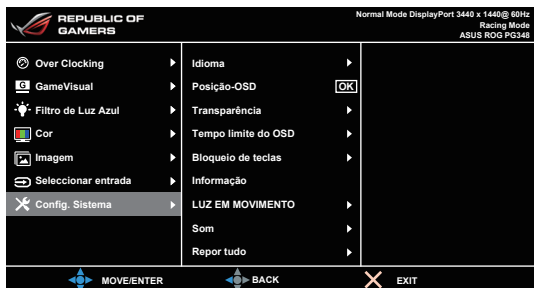 REPUBLIC OF
GAMERS
Normal Mode DisplayPort 3440 x 1440@ 60Hz
Racing Mode
ASUS ROG PG348
Over Clocking
GameVisual
Filtro de Luz Azul
Cor
Imagem
Seleccionar entrada
Config. Sistema
Idioma
Posição-OSD OK
Transparência
Tempo limite do OSD
Bloqueio de teclas
Informação
LUZ EM MOVIMENTO
Som
Repor tudo
MOVE/ENTER BACK EXIT